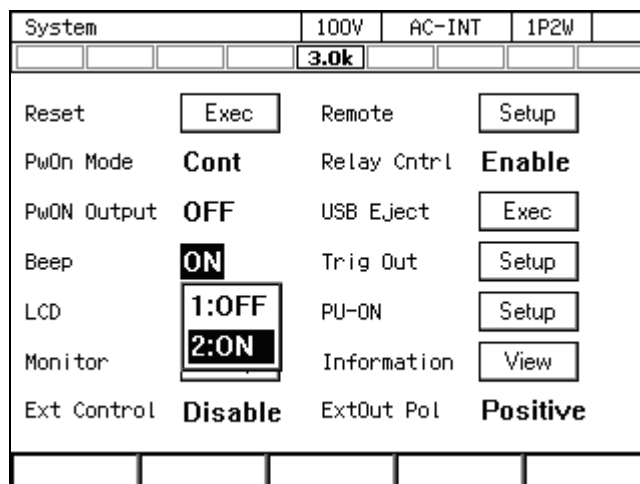 System 100V AC-INT 1P2W
3.0k
Reset Exec Remote Setup
PwOn Mode Cont Relay Cntrl Enable
PwON Output OFF USB Eject Exec
Beep ON Trig Out Setup
LCD 1:OFF PU-ON Setup
Monitor 2:ON Information View
Ext Control Disable ExtOut Pol Positive